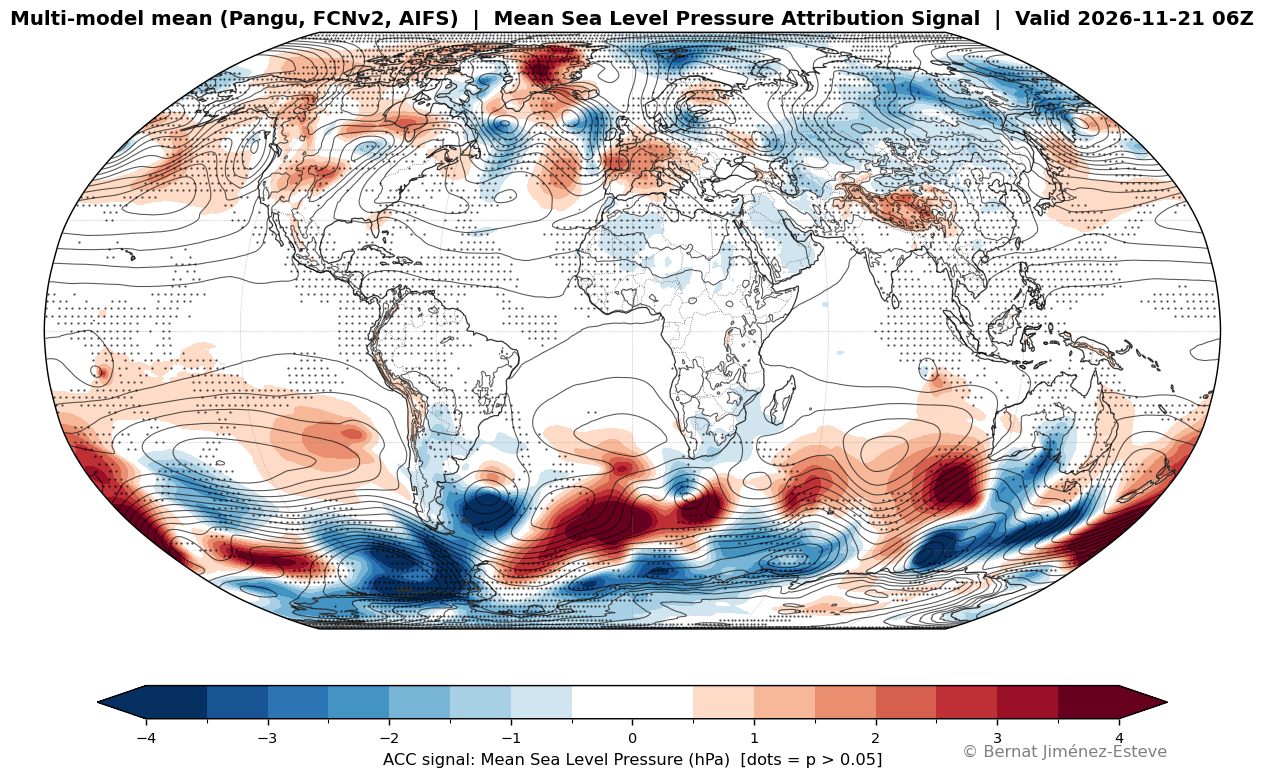 Multi-model mean (Pangu, FCNv2, AIFS)  |  Mean Sea Level Pressure Attribution Signal  |  Valid 2026-11-21 06Z
−4 −3 −2 −1 0 1 2 3 4
ACC signal: Mean Sea Level Pressure (hPa)  [dots = p > 0.05]
© Bernat Jiménez-Esteve